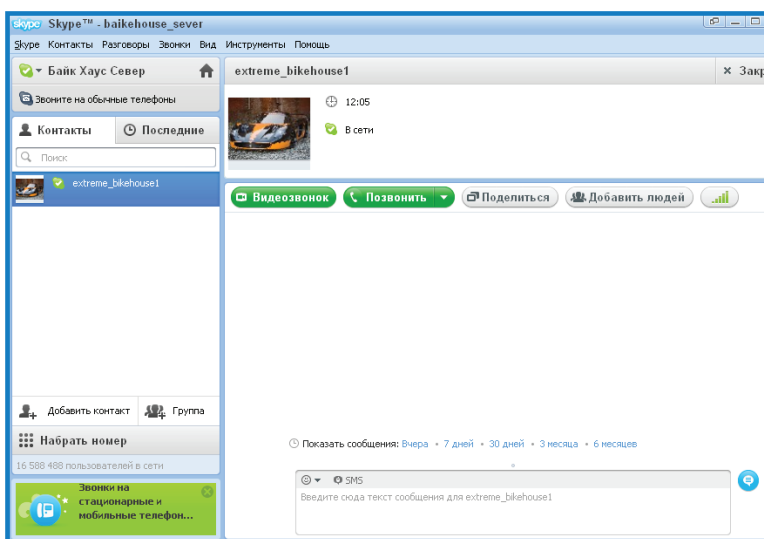 skype Skype™ - baikehouse_sever
Skype Контакты Разговоры Звонки Вид Инструменты Помощь
Байк Хаус Север
Звоните на обычные телефоны
Контакты Последние
Поиск
extreme_bikehouse1
Добавить контакт Группа
Набрать номер
16 588 488 пользователей в сети
Звонки на
стационарные и
мобильные телефон...
extreme_bikehouse1 × Закр
12:05
В сети
Видеозвонок Позвонить Поделиться Добавить людей
Показать сообщения: Вчера • 7 дней • 30 дней • 3 месяца • 6 месяцев
SMS
Введите сюда текст сообщения для extreme_bikehouse1